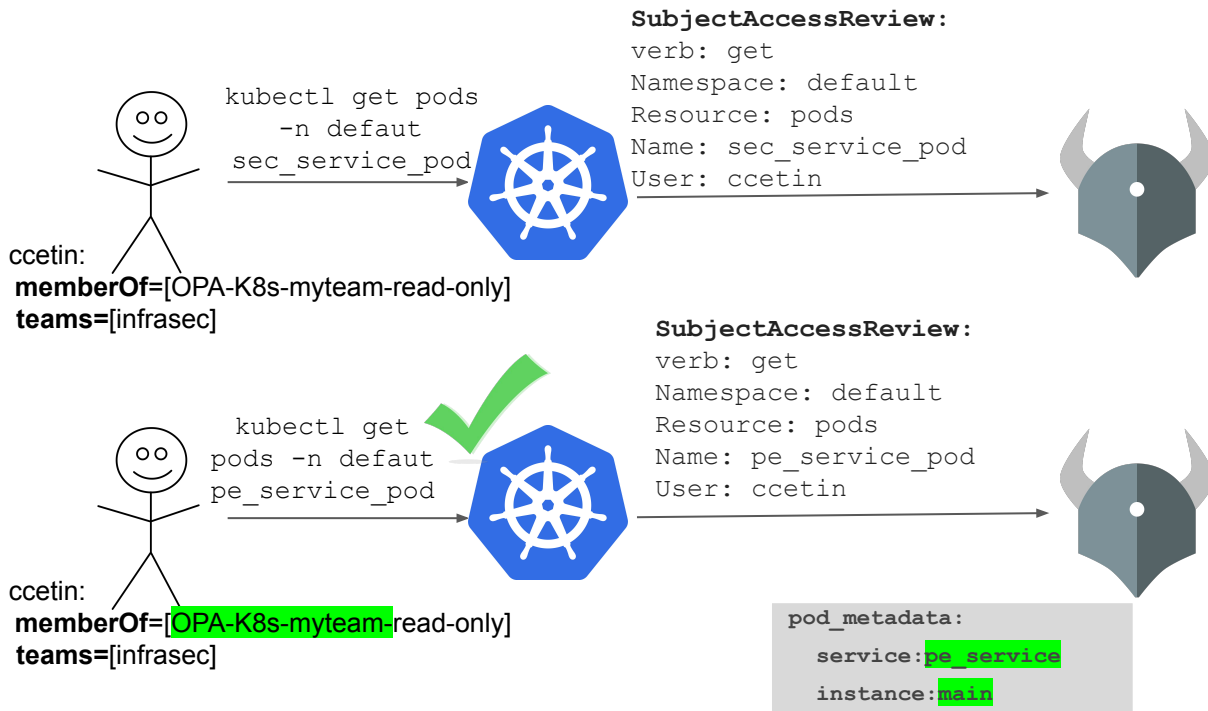 SubjectAccessReview:
verb: get
Namespace: default
Resource: pods
Name: sec_service_pod
User: ccetin
kubectl get pods
-n defaut
sec_service_pod
ccetin:
memberOf=[OPA-K8s-myteam-read-only]
teams=[infrasec]
SubjectAccessReview:
verb: get
Namespace: default
Resource: pods
Name: pe_service_pod
User: ccetin
kubectl get
pods -n defaut
pe_service_pod
ccetin:
memberOf=[OPA-K8s-myteam-read-only]
teams=[infrasec]
pod_metadata:
service:pe_service
instance:main